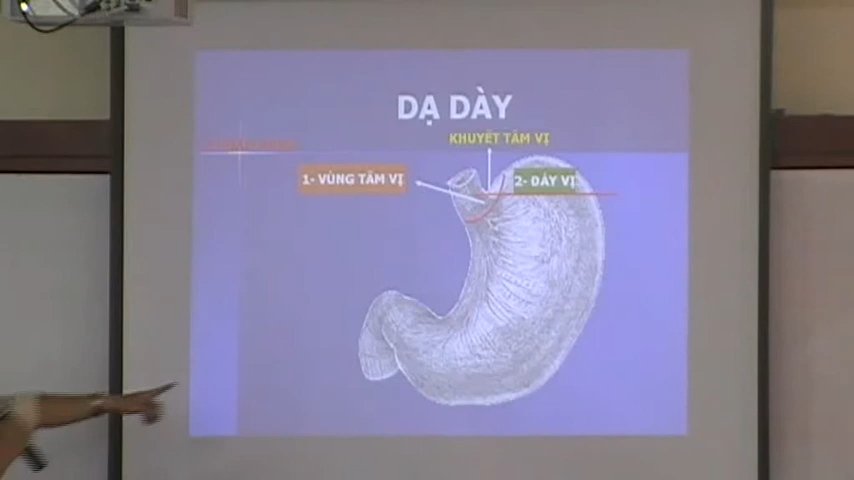 DẠ DÀY
KHUYẾT TÂM VỊ
1- VÙNG TÂM VỊ
2- ĐÁY VỊ